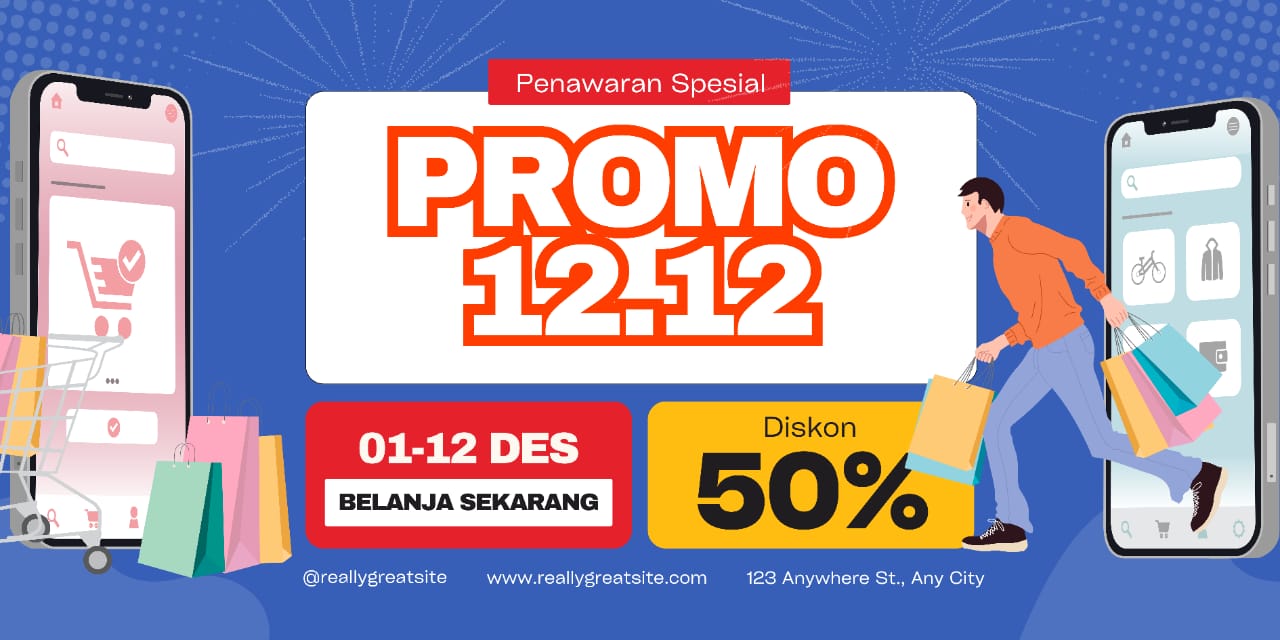 Penawaran Spesial
PROMO
12.12
01-12 DES
BELANJA SEKARANG
Diskon
50%
@reallygreatsite
www.reallygreatsite.com
123 Anywhere St., Any City